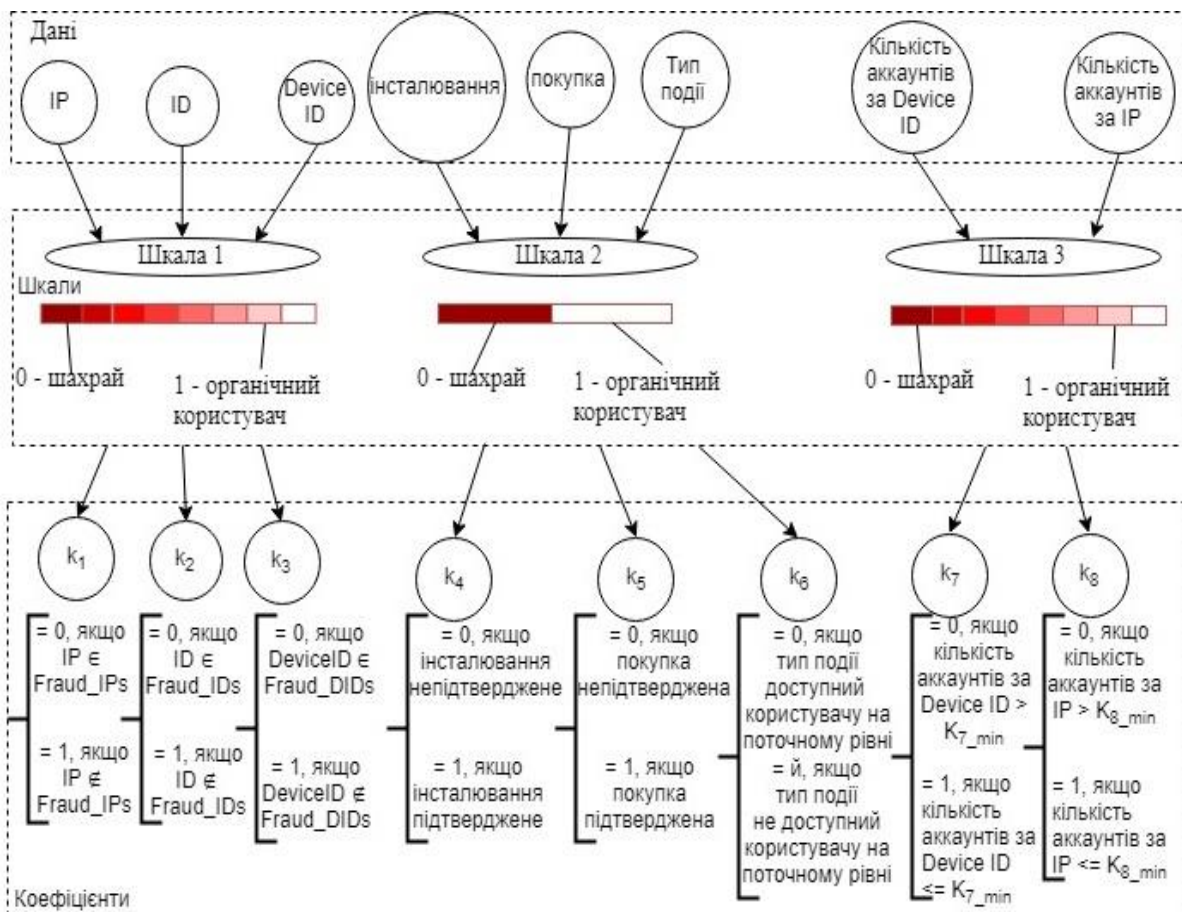 Дані
IP
ID
Device
ID
інсталювання
покупка
Тип
події
Кількість
аккаунтів
за Device
ID
Кількість
аккаунтів
за IP
Шкала 1
Шкала 2
Шкала 3
Шкали
0 - шахрай
1 - органічний
користувач
0 - шахрай
1 - органічний
користувач
0 - шахрай
1 - органічний
користувач
k1
k2
k3
k4
k5
k6
k7
k8
= 0, якщо
IP ∈
Fraud_IPs
= 1, якщо
IP ∉
Fraud_IPs
= 0, якщо
ID ∈
Fraud_IDs
= 1, якщо
ID ∉
Fraud_IDs
= 0, якщо
DeviceID ∈
Fraud_DIDs
= 1, якщо
DeviceID ∉
Fraud_DIDs
= 0, якщо
інсталювання
непідтверджене
= 1, якщо
інсталювання
підтверджене
= 0, якщо
покупка
непідтверджена
= 1, якщо
покупка
підтверджена
= 0, якщо
тип події
доступний
користувачу на
поточному рівні
= й, якщо
тип події
не доступний
користувачу на
поточному рівні
= 0, якщо
кількість
аккаунтів за
Device ID >
K7_min
= 1, якщо
кількість
аккаунтів за
Device ID
<= K7_min
= 0, якщо
кількість
аккаунтів за
IP > K8_min
= 1, якщо
кількість
аккаунтів за
IP <= K8_min
Коефіцієнти